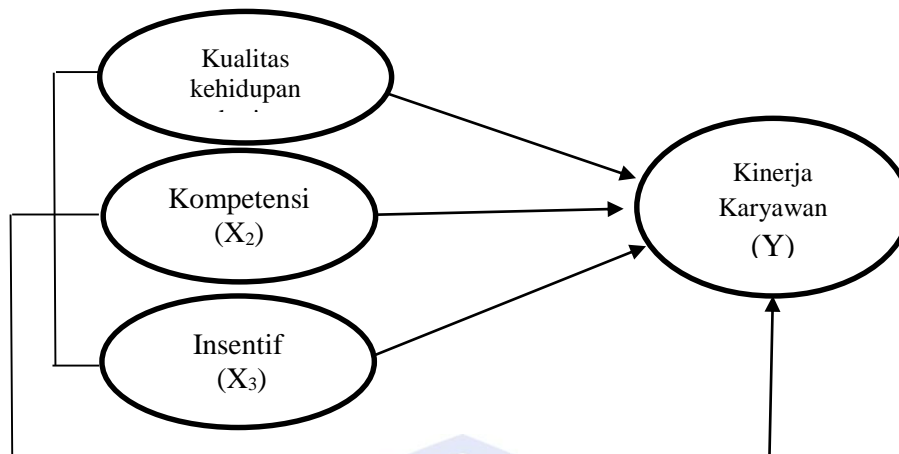 Kualitas
kehidupan
Kompetensi
(X₂)
Insentif
(X₃)
Kinerja
Karyawan
(Y)